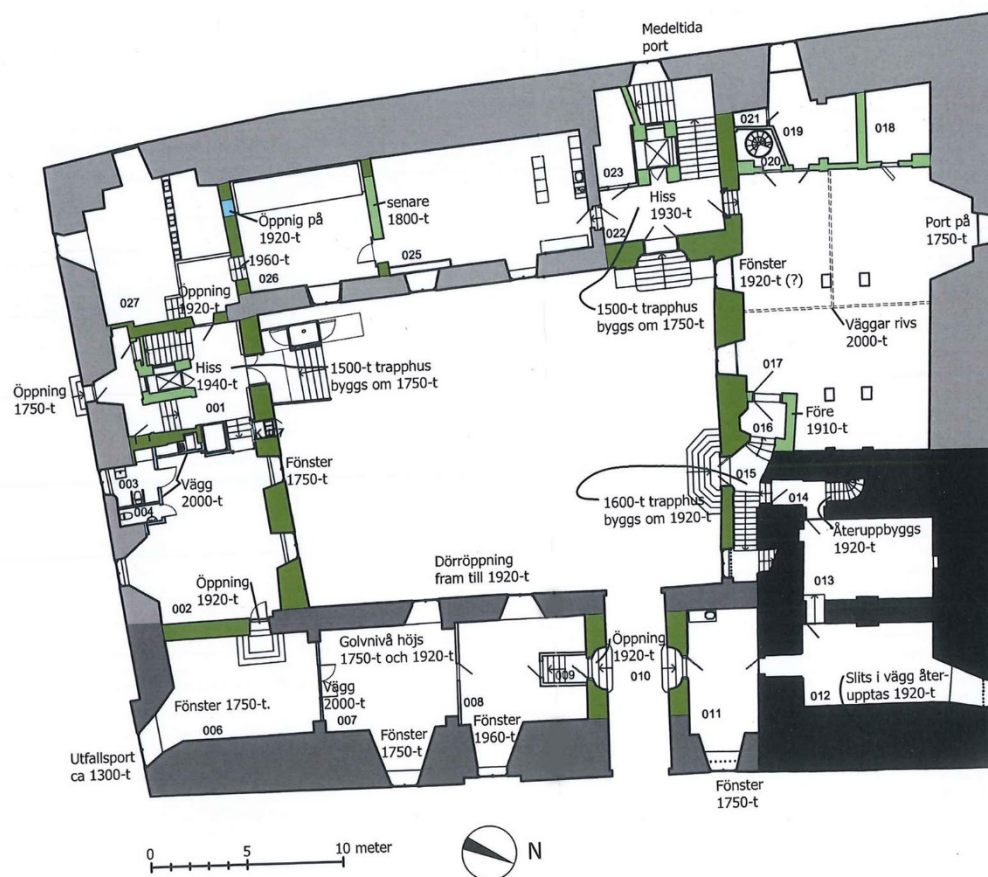 Medeltida
port
021
019
018
020
023
Öppnig på
1920-t
senare
1800-t
Hiss
1930-t
022
Port på
1750-t
1960-t
026
025
Fönster
1920-t (?)
027
Öppning
1920-t
1500-t trapphus
byggs om 1750-t
Väggar rivs
2000-t
Hiss
1940-t
1500-t trapphus
byggs om 1750-t
Öppning
1750-t
001
017
016
Före
1910-t
003
Vägg
2000-t
Fönster
1750-t
015
004
1600-t trapphus
byggs om 1920-t
014
Återuppbyggs
1920-t
Dörröppning
fram till 1920-t
013
Öppning
1920-t
002
Golvnivå höjs
1750-t och 1920-t
Öppning
1920-t
009
010
Fönster 1750-t.
006
Vägg
2000-t
007
008
Fönster
1960-t
011
012
Slits i vägg åter-
upptas 1920-t
Fönster
1750-t
Utfallsport
ca 1300-t
Fönster
1750-t
0
5
10 meter
N